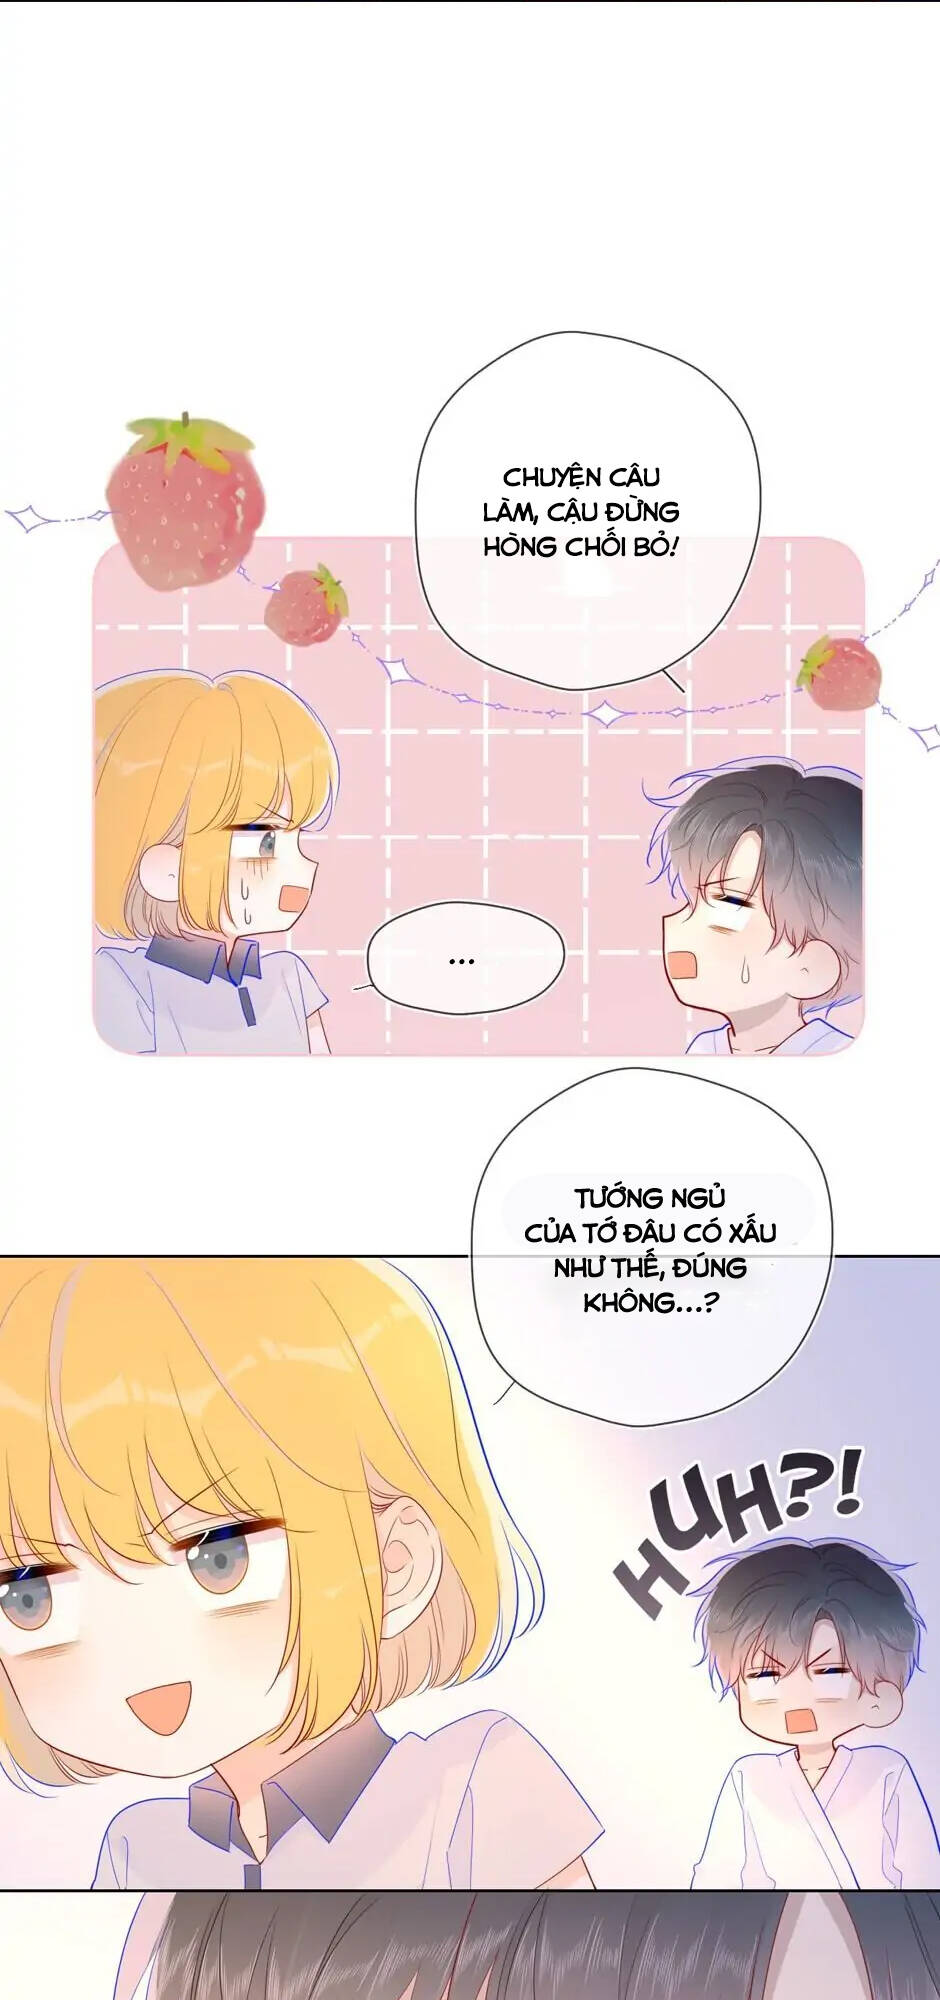 CHUYỆN CÂU
LÀM, CẬU ĐỪNG
HÒNG CHỐI BỎ!
...
TƯỚNG NGỦ
CỦA TỚ ĐÂU CÓ XẤU
NHƯ THẾ, ĐÚNG
KHÔNG...?
HUH?!